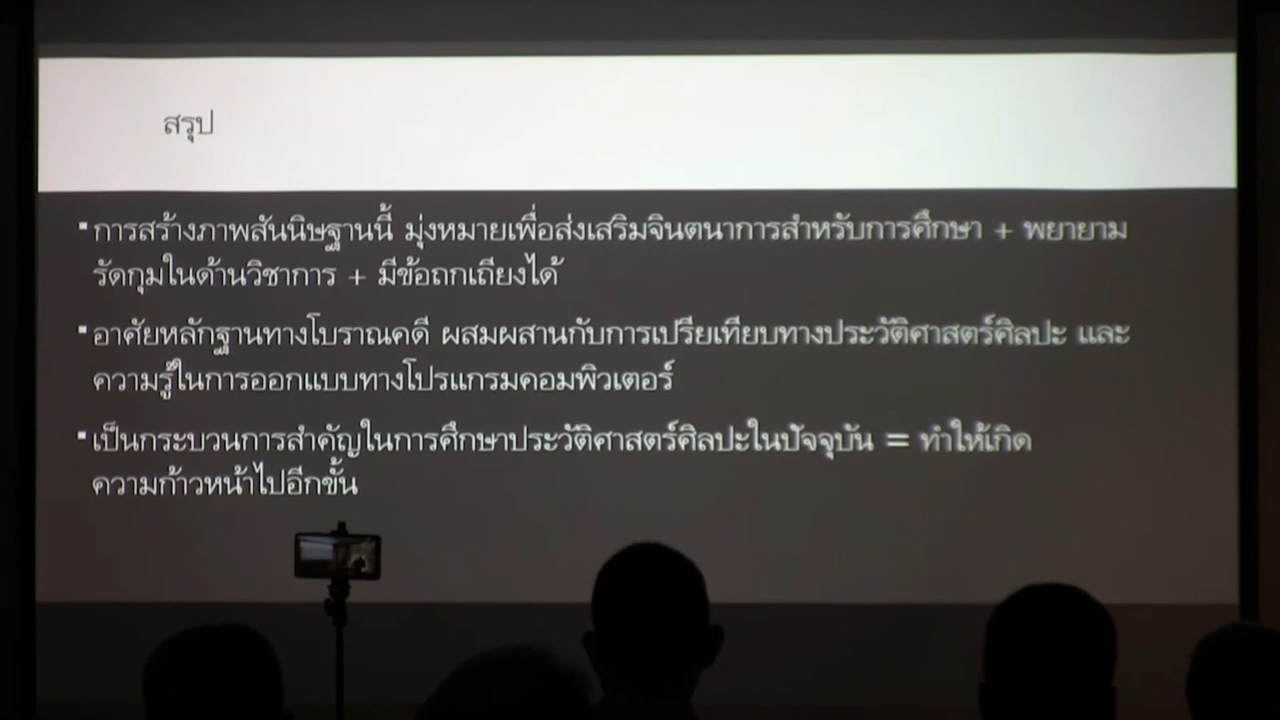 สรุป
▪การสร้างภาพสันนิษฐานนี้ มุ่งหมายเพื่อส่งเสริมจินตนาการสำหรับการศึกษา + พยายาม
รัดกุมในด้านวิชาการ + มีข้อถกเถียงได้
▪อาศัยหลักฐานทางโบราณคดี ผสมผสานกับการเปรียเทียบทางประวัติศาสตร์ศิลปะ และ
ความรู้ในการออกแบบทางโปรแกรมคอมพิวเตอร์
▪เป็นกระบวนการสำคัญในการศึกษาประวัติศาสตร์ศิลปะในปัจจุบัน = ทำให้เกิด
ความก้าวหน้าไปอีกขั้น